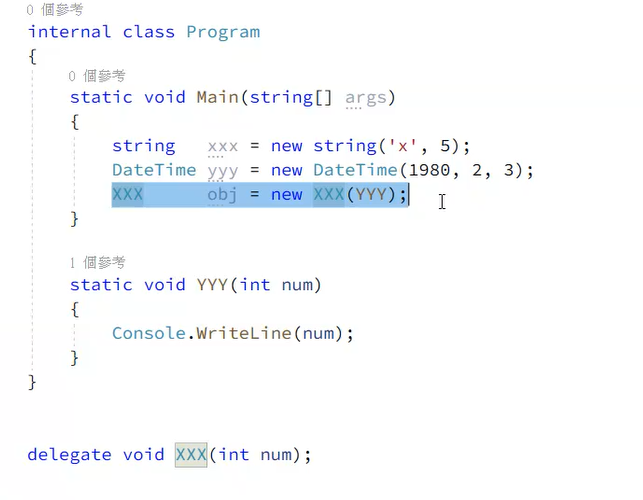 0 個參考
internal class Program
{
0 個參考
static void Main(string[] args)
{
string xxx = new string('x', 5);
DateTime yyy = new DateTime(1980, 2, 3);
XXX obj = new XXX(YYY);
}
1 個參考
static void YYY(int num)
{
Console.WriteLine(num);
}
}
delegate void XXX(int num);